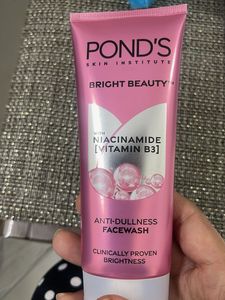 POND'S
SKIN INSTITUTE
BRIGHT BEAUTY
WITH
NIACINAMIDE
[VITAMIN B3]
ANTI-DULLNESS
FACEWASH
CLINICALLY PROVEN
BRIGHTNESS